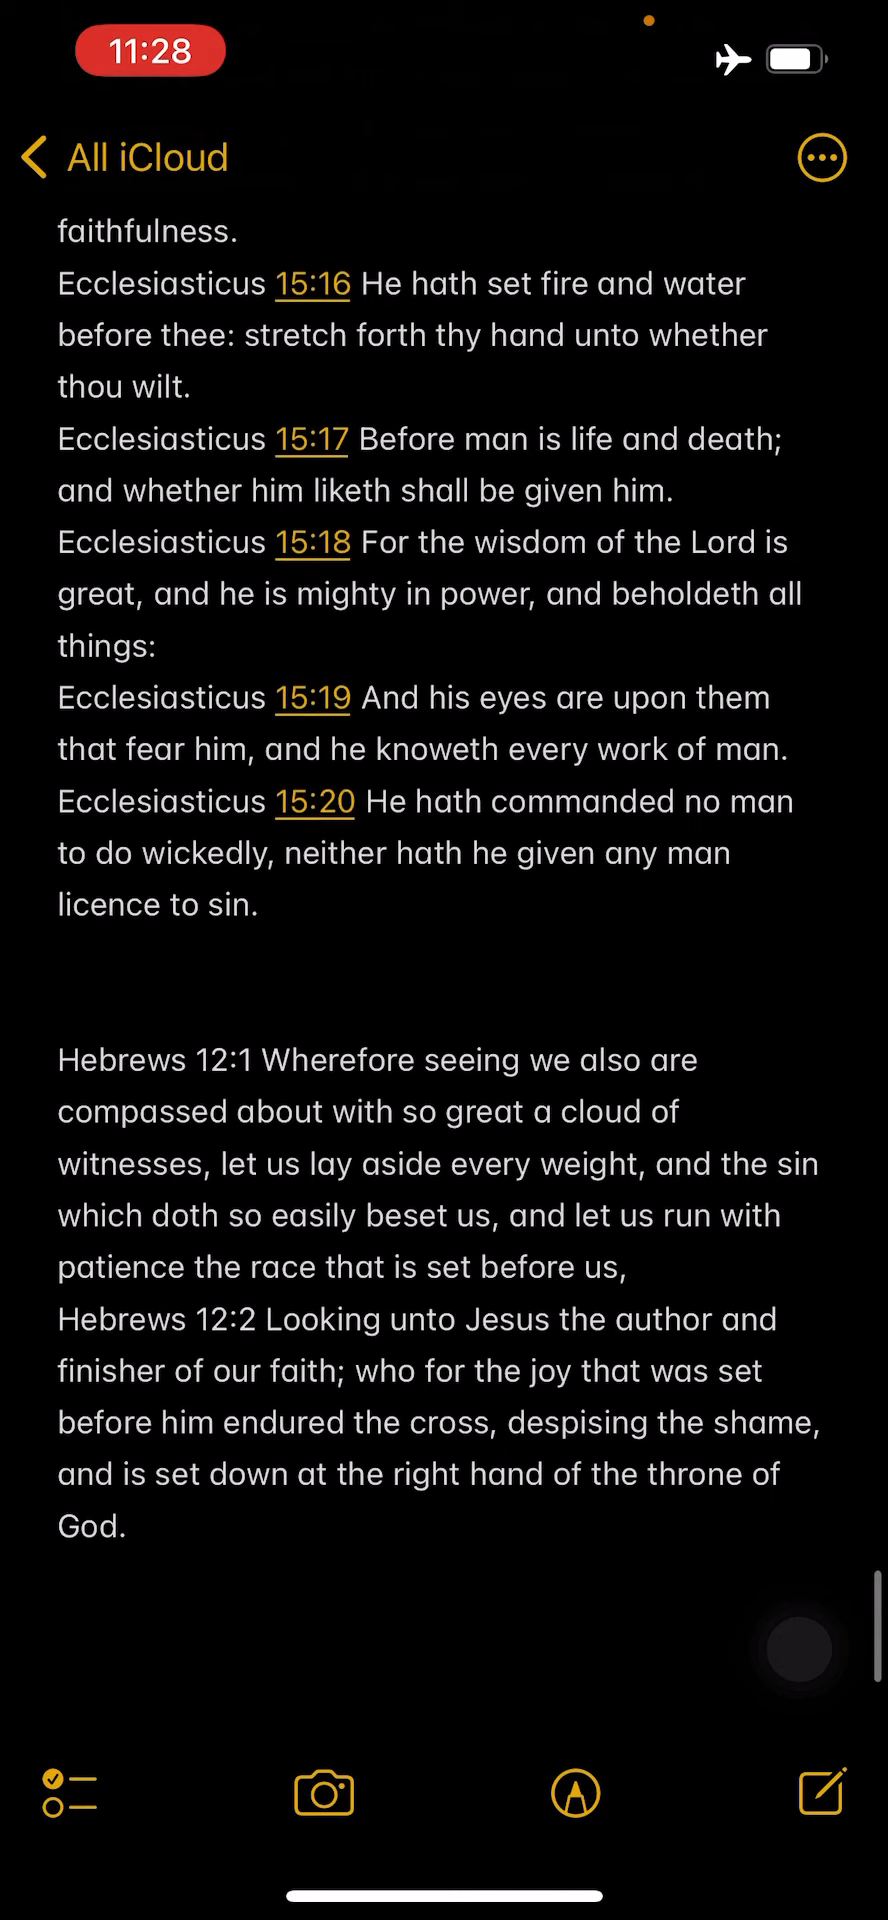 11:28
All iCloud
faithfulness.
Ecclesiasticus 15:16 He hath set fire and water
before thee: stretch forth thy hand unto whether
thou wilt.
Ecclesiasticus 15:17 Before man is life and death;
and whether him liketh shall be given him.
Ecclesiasticus 15:18 For the wisdom of the Lord is
great, and he is mighty in power, and beholdeth all
things:
Ecclesiasticus 15:19 And his eyes are upon them
that fear him, and he knoweth every work of man.
Ecclesiasticus 15:20 He hath commanded no man
to do wickedly, neither hath he given any man
licence to sin.
Hebrews 12:1 Wherefore seeing we also are
compassed about with so great a cloud of
witnesses, let us lay aside every weight, and the sin
which doth so easily beset us, and let us run with
patience the race that is set before us,
Hebrews 12:2 Looking unto Jesus the author and
finisher of our faith; who for the joy that was set
before him endured the cross, despising the shame,
and is set down at the right hand of the throne of
God.